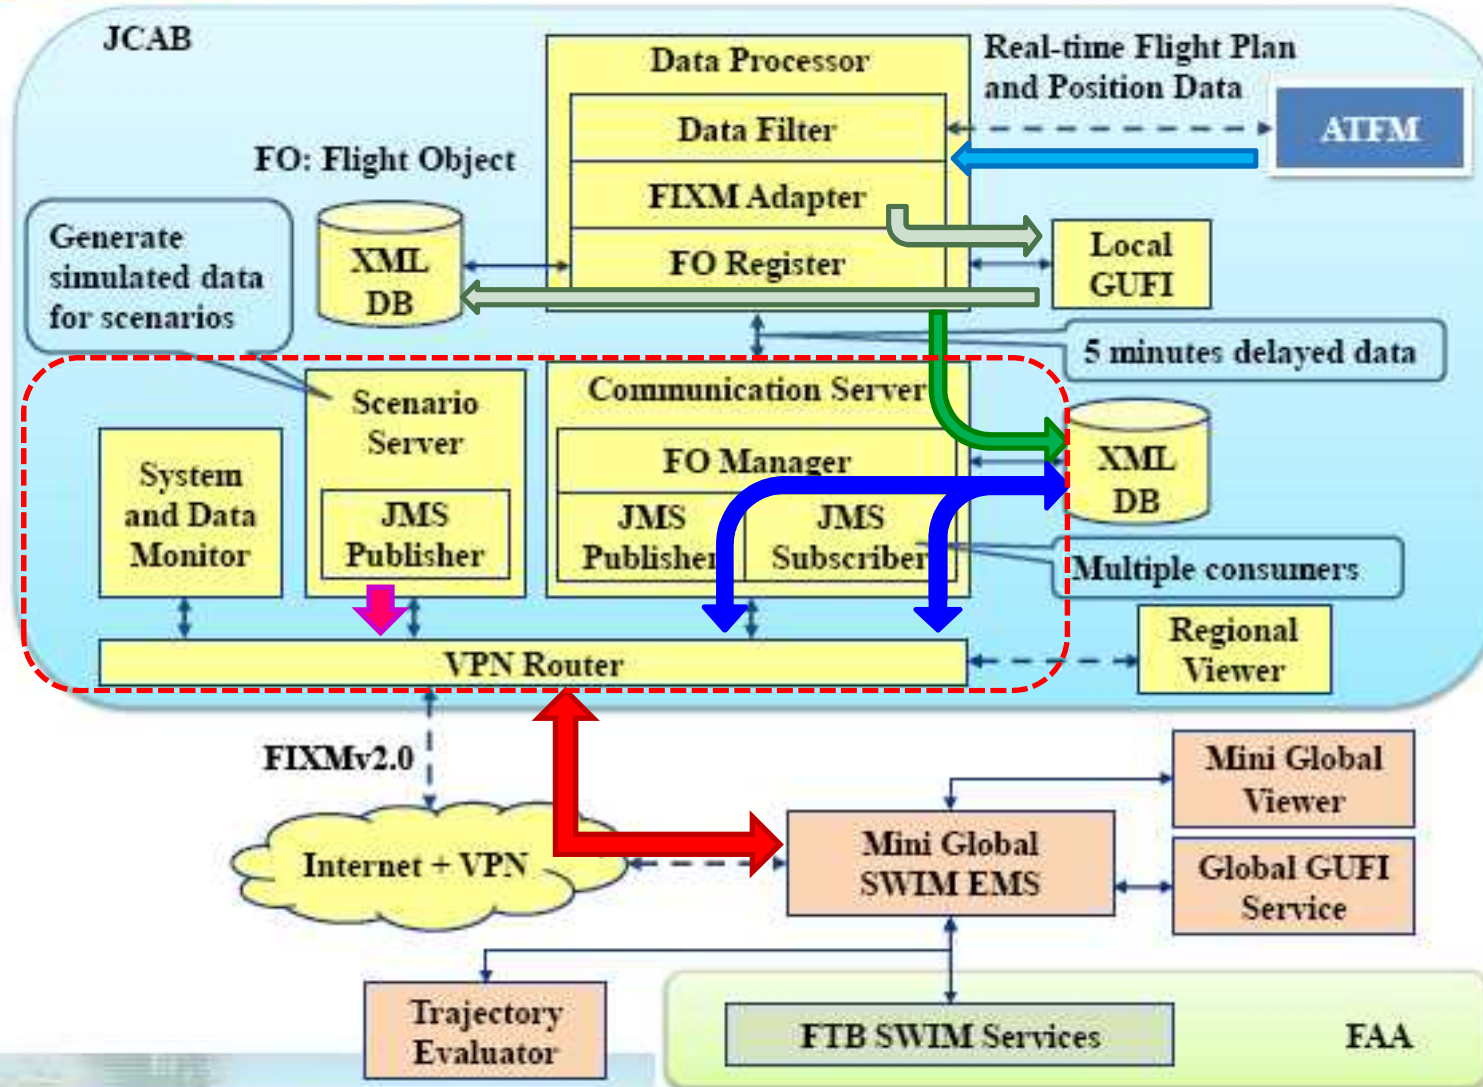 JCAB
Data Processor
Real-time Flight Plan
and Position Data
Data Filter
ATFM
FO: Flight Object
FIXM Adapter
Generate
simulated data
for scenarios
XML
DB
FO Register
Local
GUFI
5 minutes delayed data
Scenario
Server
Communication Server
System
and Data
Monitor
JMS
Publisher
FO Manager
JMS
Publisher
JMS
Subscriber
XML
DB
Multiple consumers
VPN Router
Regional
Viewer
FIXMv2.0
Mini Global
Viewer
Internet + VPN
Mini Global
SWIM EMS
Global GUFI
Service
Trajectory
Evaluator
FTB SWIM Services
FAA